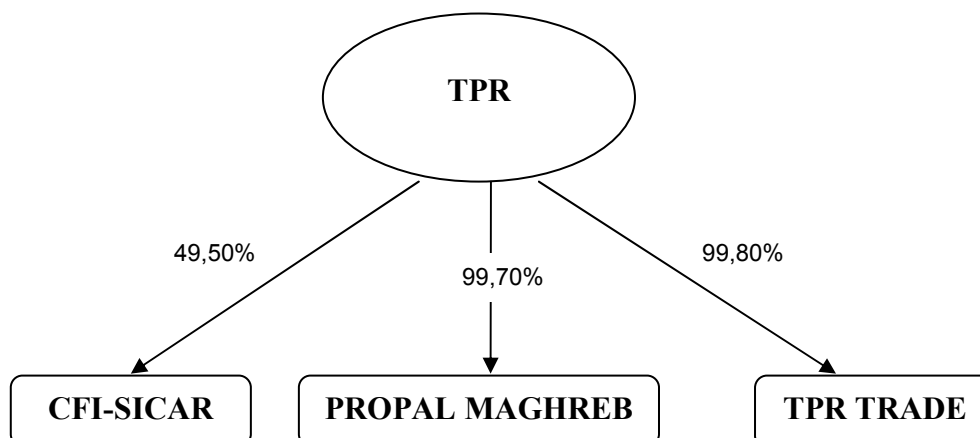 TPR
49,50%
99,70%
99,80%
CFI-SICAR
PROPAL MAGHREB
TPR TRADE